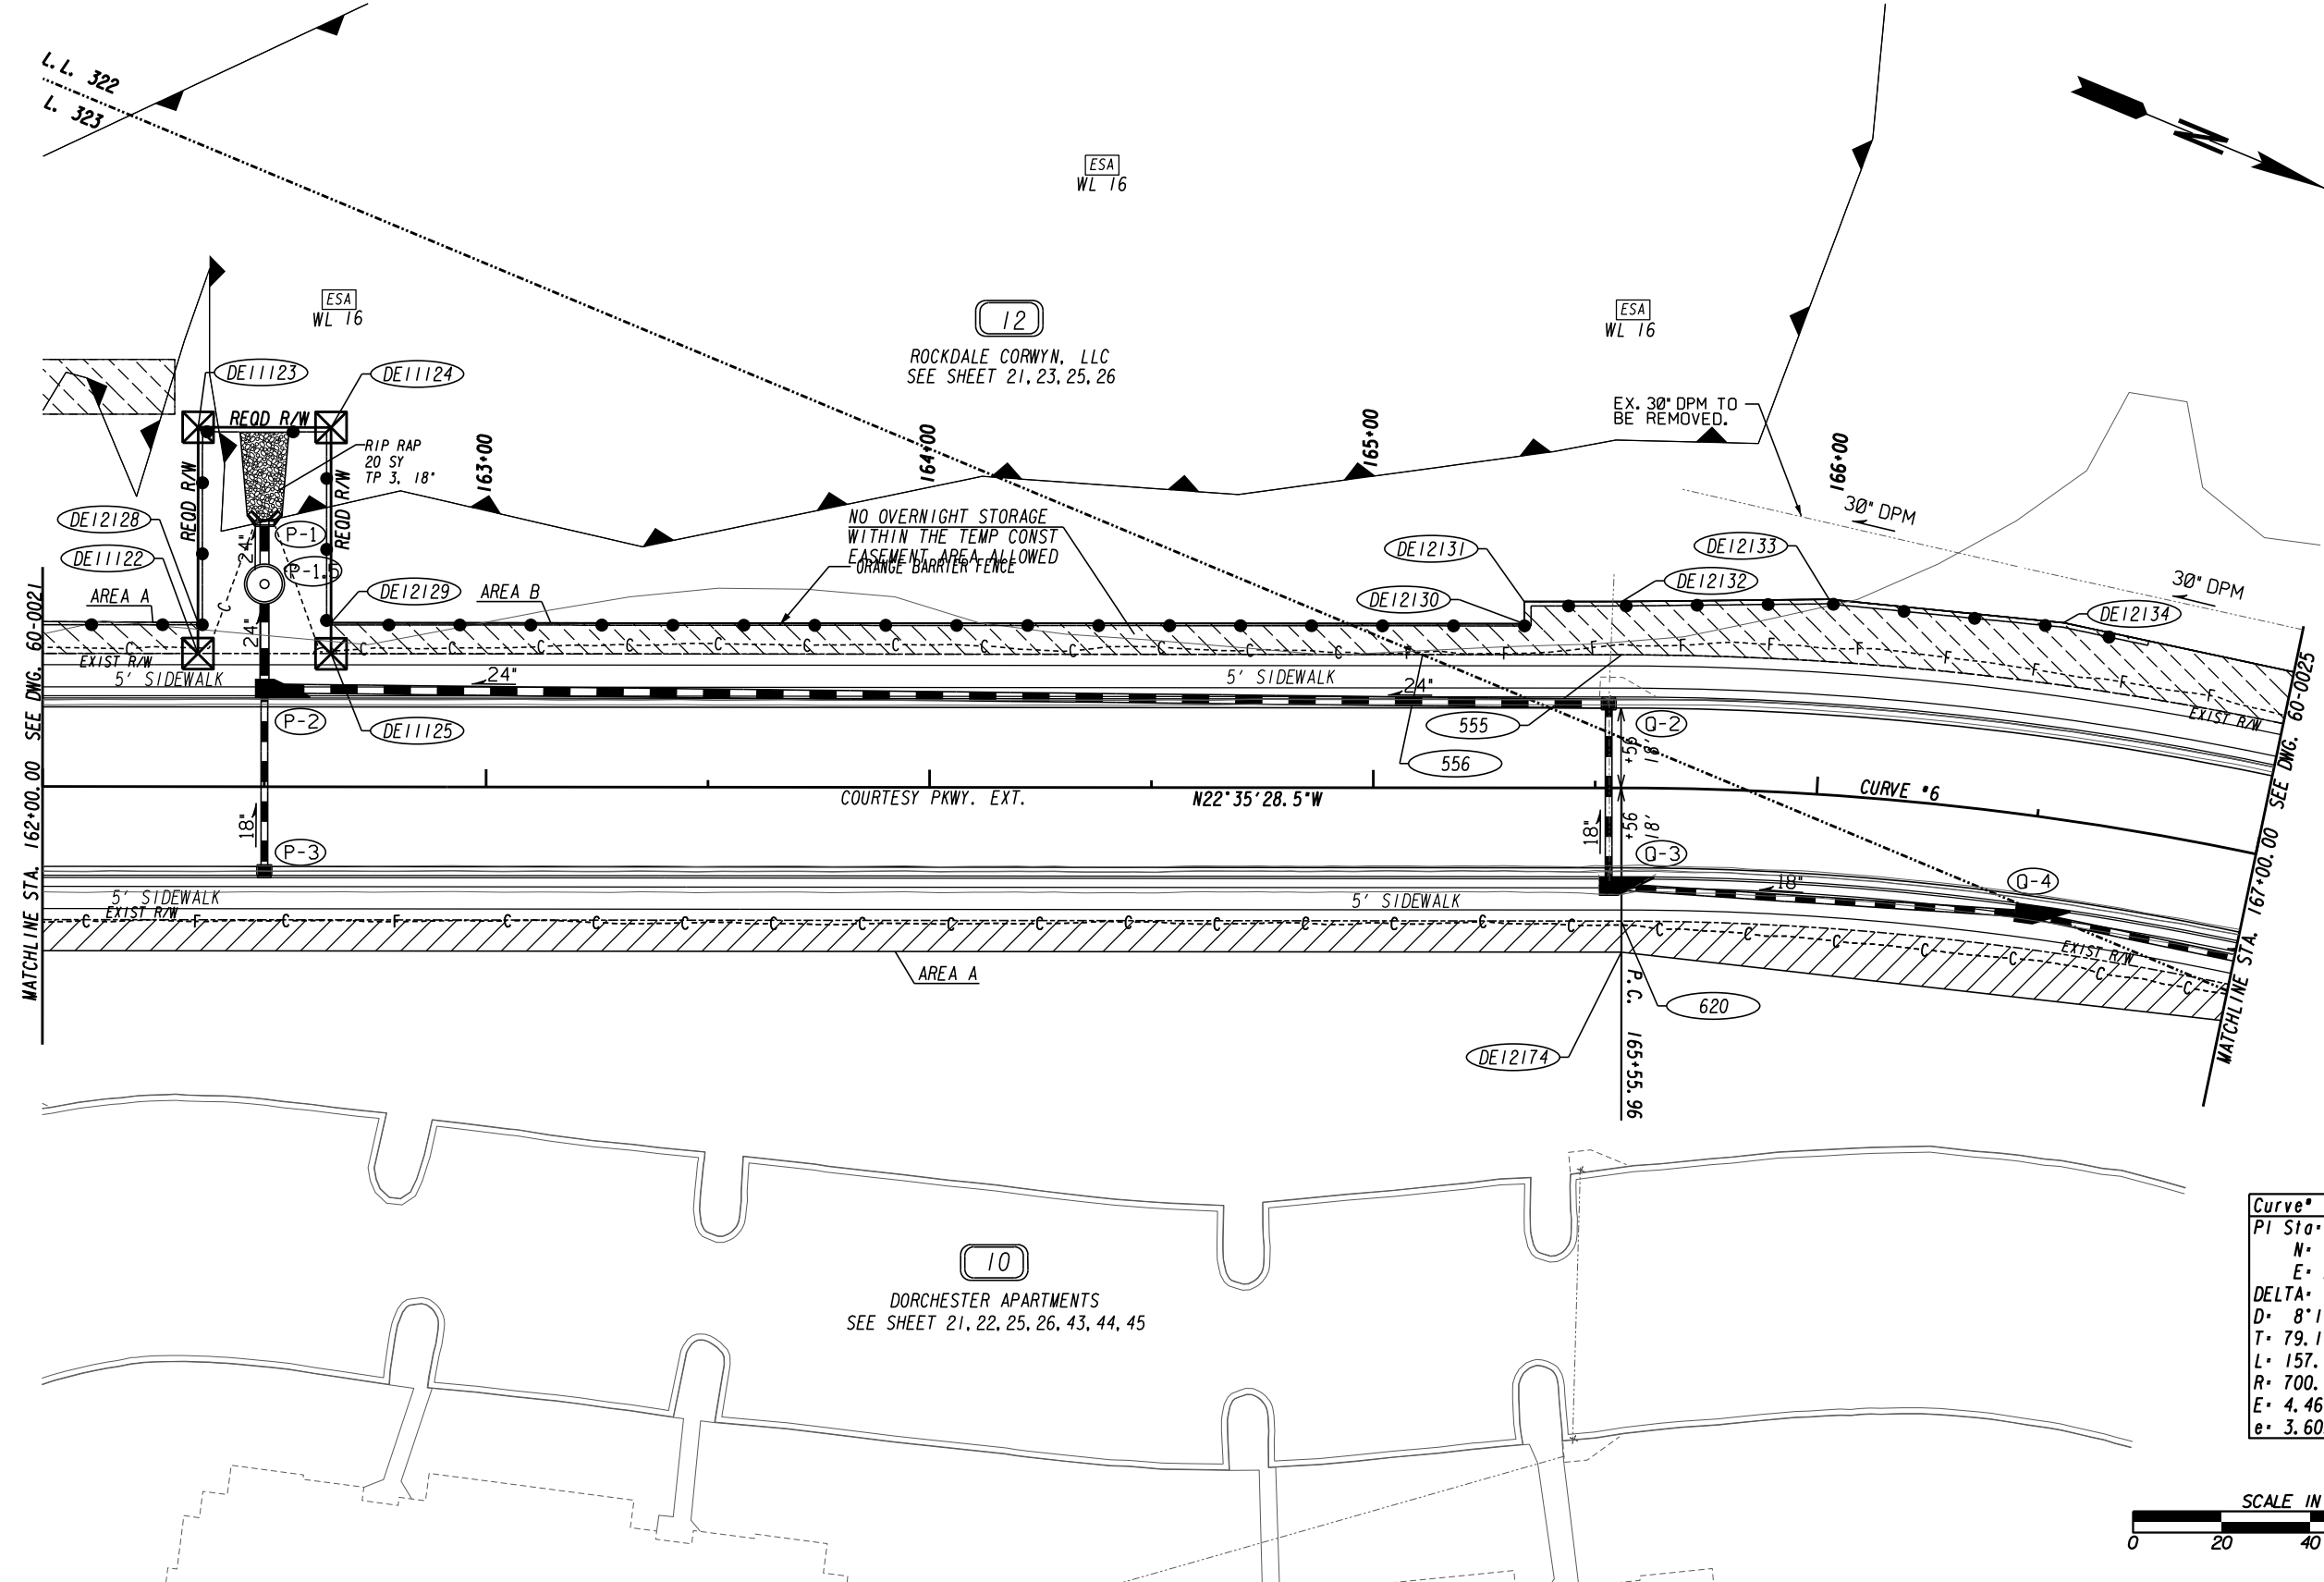 L.L. 322
L. 323
ESA
WL 16
N
ESA
WL 16
12
ESA
WL 16
ROCKDALE CORWYN, LLC
SEE SHEET 21, 23, 25, 26
DE11123
DE11124
EX. 30" DPM TO
BE REMOVED.
REQD R/W
REQD R/W
REQD R/W
RIP RAP
20 SY
TP 3, 18"
163+00
164+00
165+00
166+00
30" DPM
30" DPM
DE12128
DE11122
P-1
P-1.5
24"
24"
NO OVERNIGHT STORAGE
WITHIN THE TEMP CONST
EASEMENT AREA ALLOWED
ORANGE BARRIER FENCE
DE12131
DE12133
DE12132
DE12130
DE12134
AREA A
DE12129
AREA B
C
C C C C C C C C C C C C C F F F F F F F F F F
EXIST R/W
5' SIDEWALK
24"
5' SIDEWALK
24"
EXIST R/W
P-2
DE11125
555
556
Q-2
+56
18'
MATCHLINE STA. 162+00.00 SEE DWG. 60-0021
COURTESY PKWY. EXT.
N22°35'28.5"W
CURVE #6
18"
P-3
18"
+56
18'
Q-3
Q-4
18"
5' SIDEWALK
EXIST R/W
5' SIDEWALK
C F C F C C C C C C C C C C C C C C C C C C C C
EXIST R/W
AREA A
MATCHLINE STA. 167+00.00 SEE DWG. 60-0025
620
DE12174
P.C. 165+55.96
10
DORCHESTER APARTMENTS
SEE SHEET 21, 22, 25, 26, 43, 44, 45
Curve#
PI Sta=
N=
E=
DELTA=
D= 8°1
T= 79.1
L= 157.
R= 700.
E= 4.46
e= 3.60
SCALE IN
0 20 40